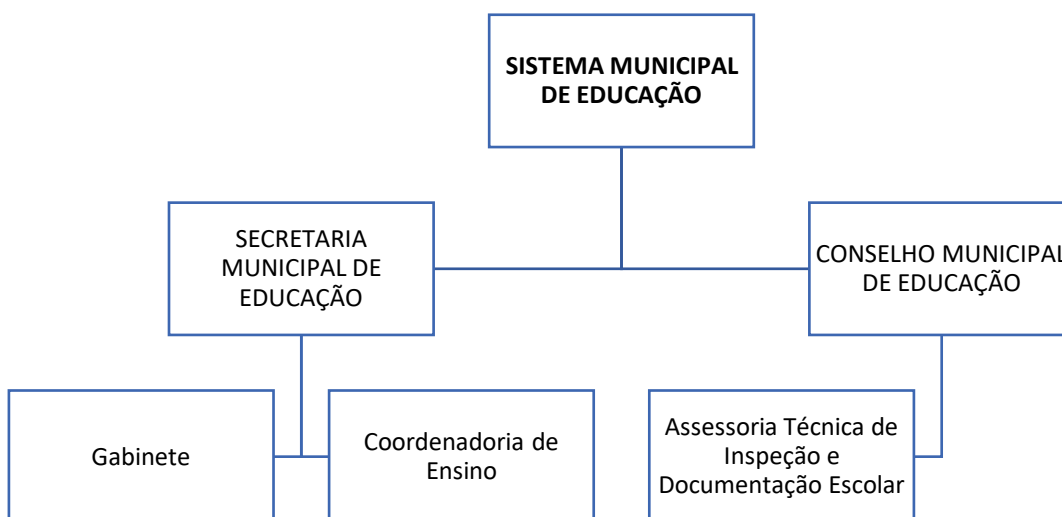 SISTEMA MUNICIPAL
DE EDUCAÇÃO
SECRETARIA
MUNICIPAL DE
EDUCAÇÃO
CONSELHO MUNICIPAL
DE EDUCAÇÃO
Gabinete
Coordenadoria de
Ensino
Assessoria Técnica de
Inspeção e
Documentação Escolar